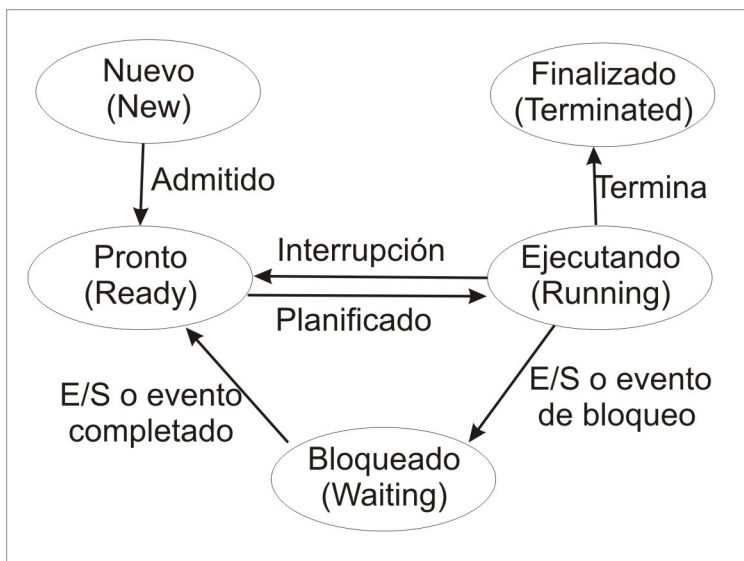 Nuevo
(New)
Finalizado
(Terminated)
Admitido
Termina
Pronto
(Ready)
Interrupción
Planificado
Ejecutando
(Running)
E/S o evento
completado
E/S o evento
de bloqueo
Bloqueado
(Waiting)